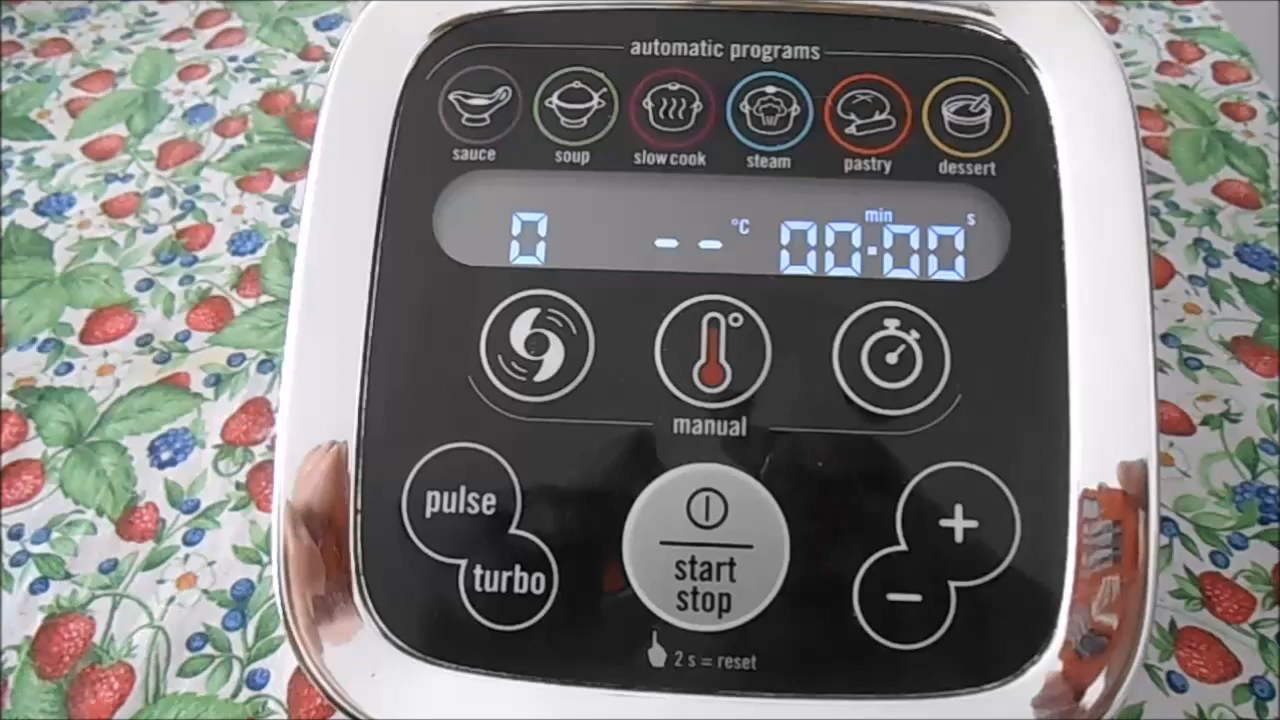 automatic programs
sauce soup slow cook steam pastry dessert
0 -- °C 00:00 min s
manual
pulse
turbo
start
stop
+
-
2 s = reset